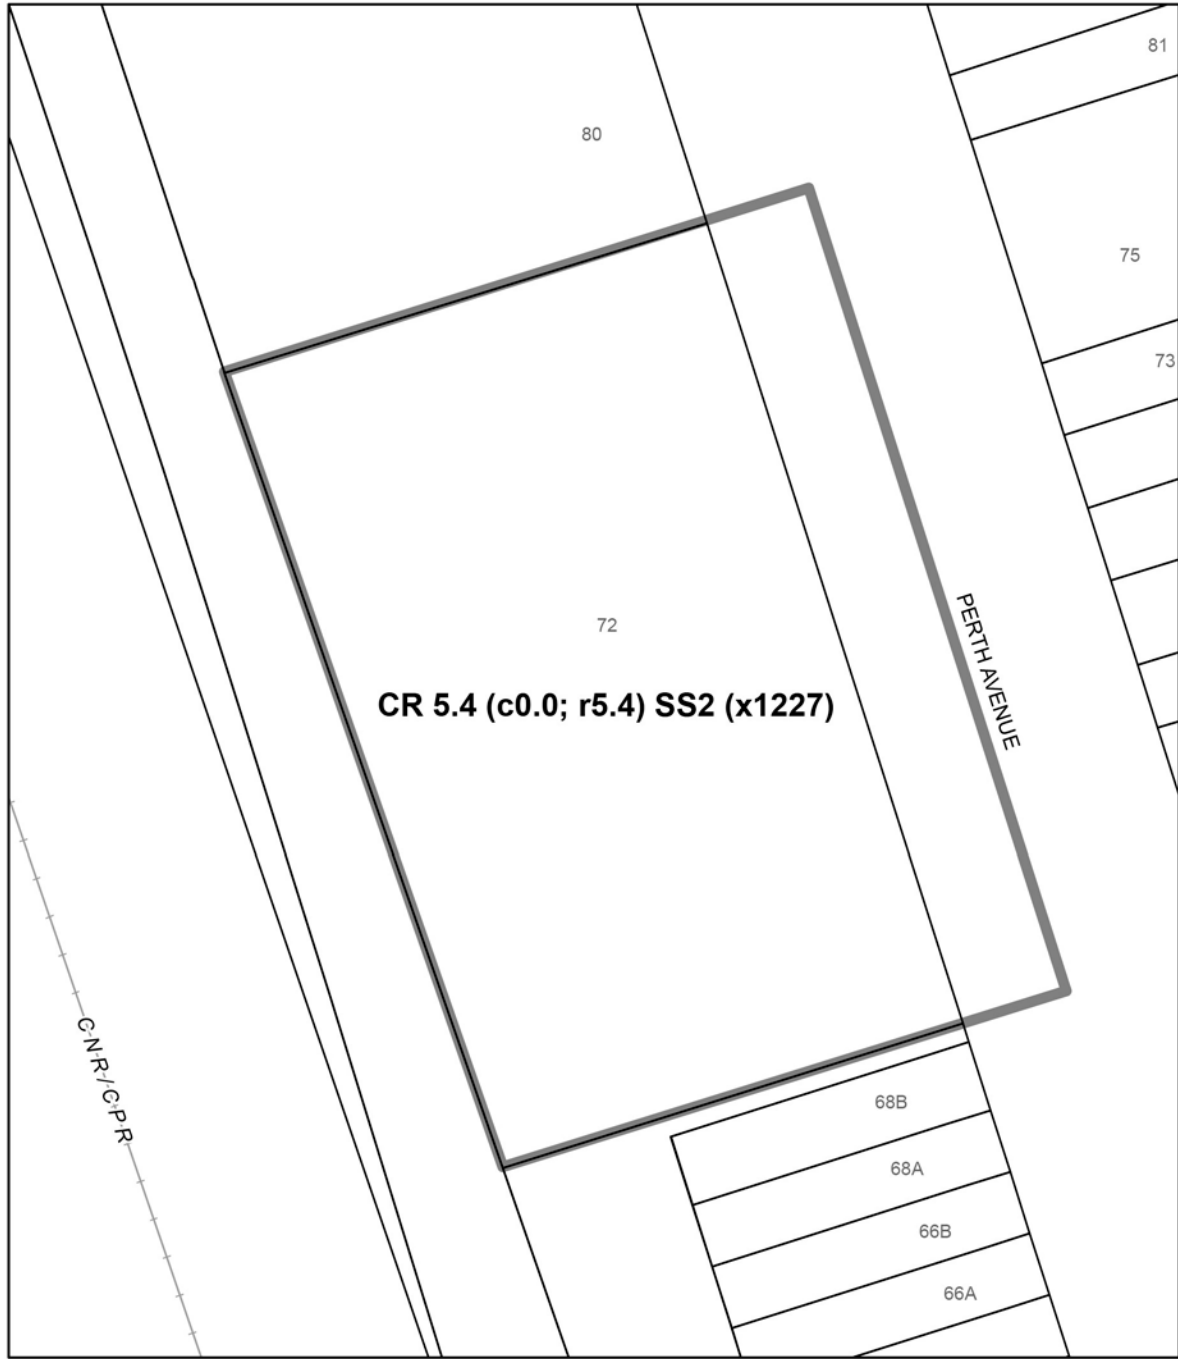 81
80
75
73
72
CR 5.4 (c0.0; r5.4) SS2 (x1227)
PERTH AVENUE
C-N-R-/-C-P-R
68B
68A
66B
66A